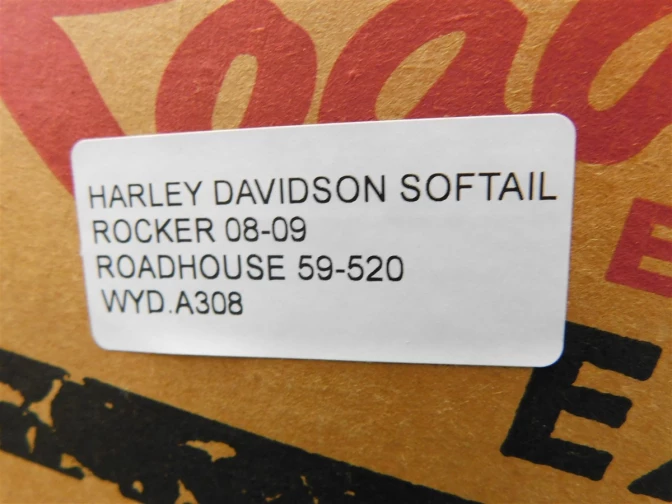 HARLEY DAVIDSON SOFTAIL
ROCKER 08-09
ROADHOUSE 59-520
WYD.A308